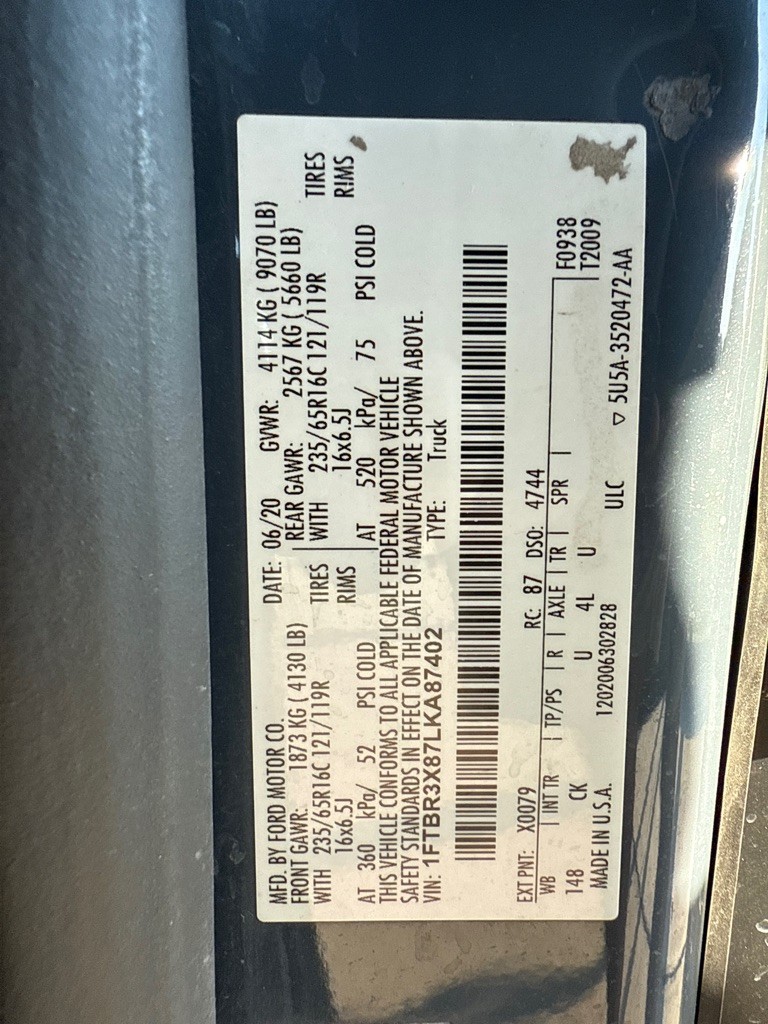 MFD. BY FORD MOTOR CO.
DATE: 06/20 GVWR: 4114 KG ( 9070 LB)
FRONT GAWR: 1873 KG ( 4130 LB) REAR GAWR: 2567 KG ( 5660 LB)
WITH 235/65R16C 121/119R TIRES WITH 235/65R16C 121/119R TIRES
16x6.5J RIMS 16x6.5J RIMS
AT 360 kPa/ 52 PSI COLD AT 520 kPa/ 75 PSI COLD
THIS VEHICLE CONFORMS TO ALL APPLICABLE FEDERAL MOTOR VEHICLE
SAFETY STANDARDS IN EFFECT ON THE DATE OF MANUFACTURE SHOWN ABOVE.
VIN: 1FTBR3X87LKA87402 TYPE: Truck
EXT PNT: X0079 RC: 87 DSO: 4744
WB INT TR TP/PS R AXLE TR SPR F0938
148 CK U 4L U T2009
MADE IN U.S.A. 1202006302828 ULC ▽ 5U5A-3520472-AA